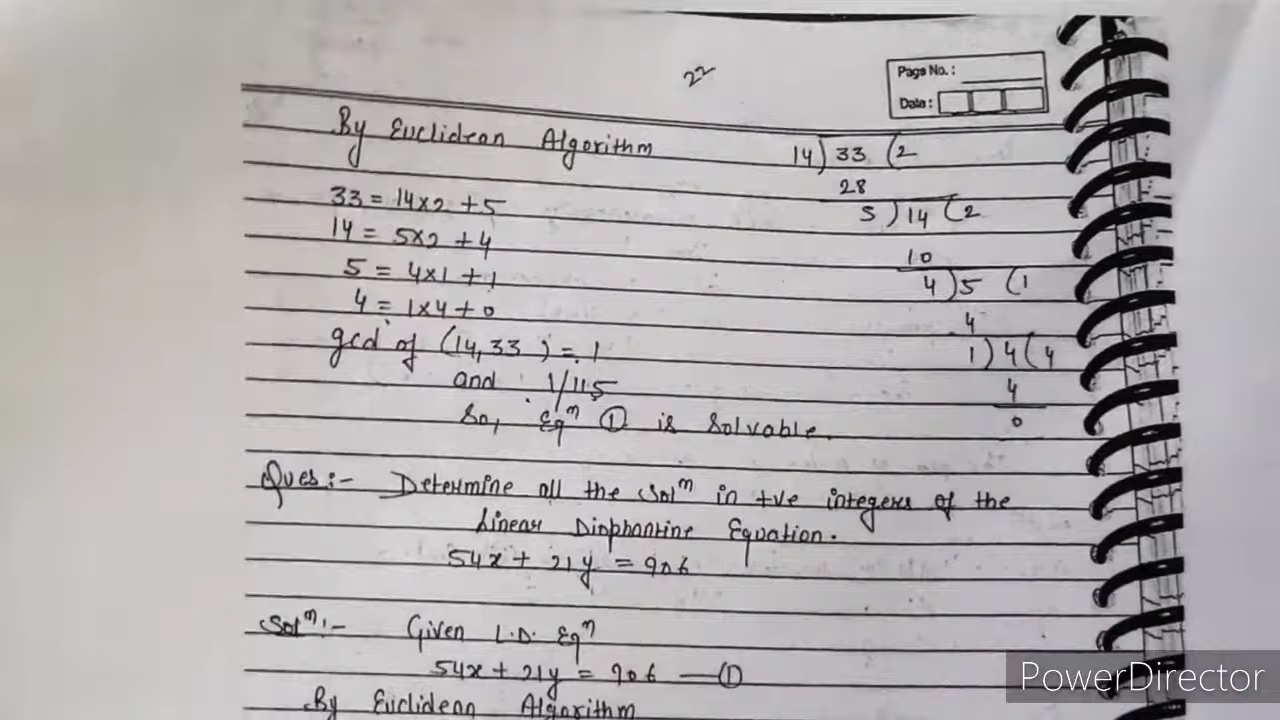 22
Page No.:
Date:
By Euclidean Algorithm
33 = 14×2 +5
14 = 5×2 +4
5 = 4×1 +1
4 = 1×4 + 0
gcd of (14, 33) = 1
and 1/115
So, Eqⁿ ① is solvable.
14) 33 (2
28
5) 14 (2
10
4) 5 (1
4
1) 4 (4
4
0
Ques:- Determine all the solⁿ in +ve integers of the
Linear Diophantine Equation.
54x + 21y = 906
Solⁿ:- Given L.D. Eqⁿ
54x + 21y = 906 —①
By Euclidean Algorithm
PowerDirector